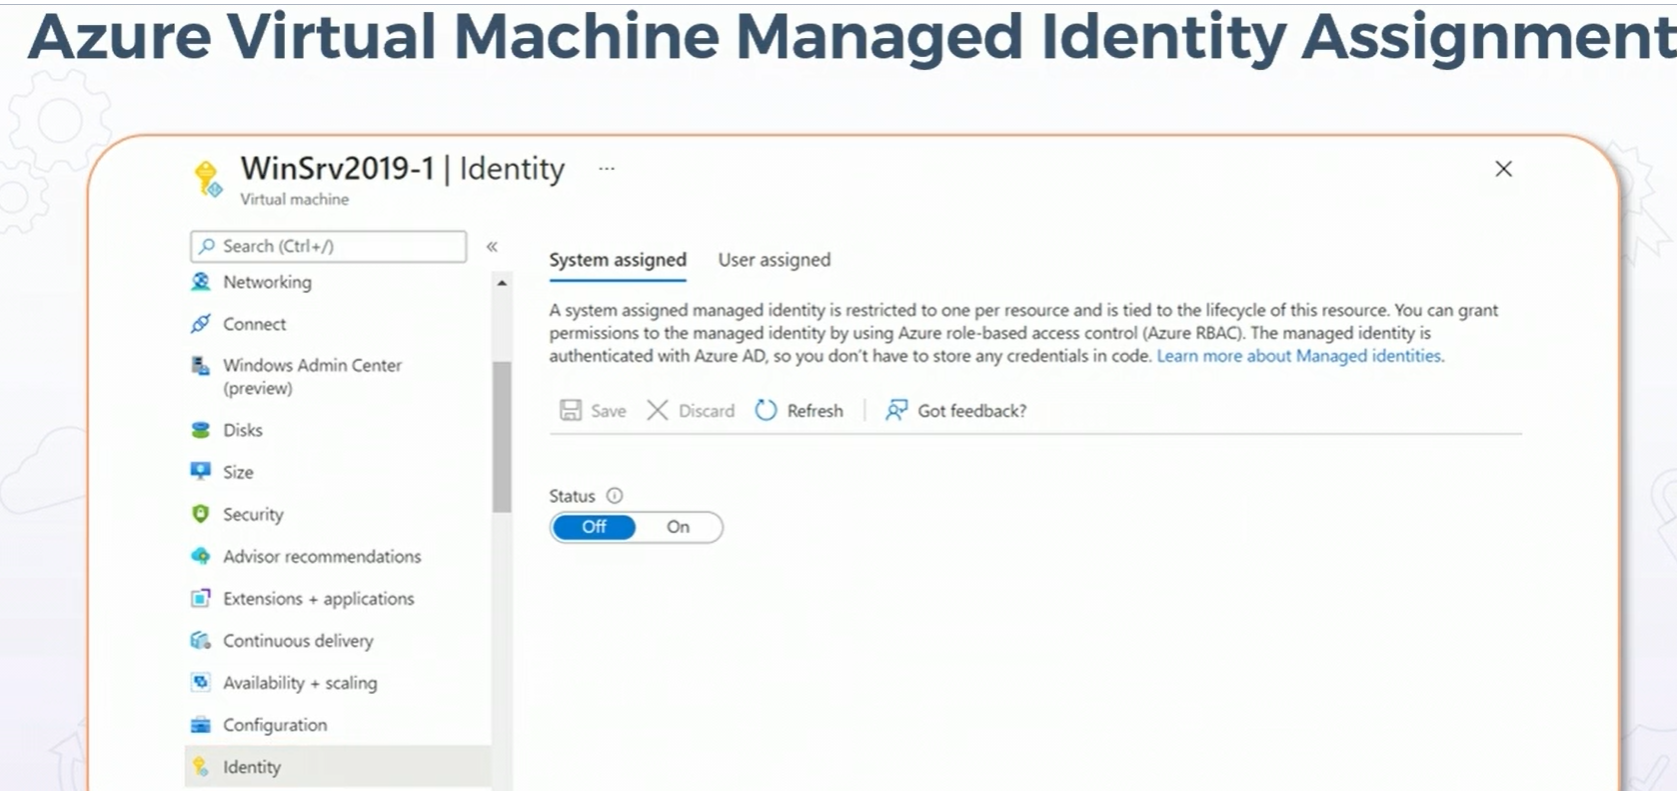 Azure Virtual Machine Managed Identity Assignment
WinSrv2019-1 | Identity ...
Virtual machine
Search (Ctrl+/)
«
Networking
Connect
Windows Admin Center
(preview)
Disks
Size
Security
Advisor recommendations
Extensions + applications
Continuous delivery
Availability + scaling
Configuration
Identity
System assigned User assigned
A system assigned managed identity is restricted to one per resource and is tied to the lifecycle of this resource. You can grant
permissions to the managed identity by using Azure role-based access control (Azure RBAC). The managed identity is
authenticated with Azure AD, so you don't have to store any credentials in code. Learn more about Managed identities.
Save Discard Refresh Got feedback?
Status
Off On